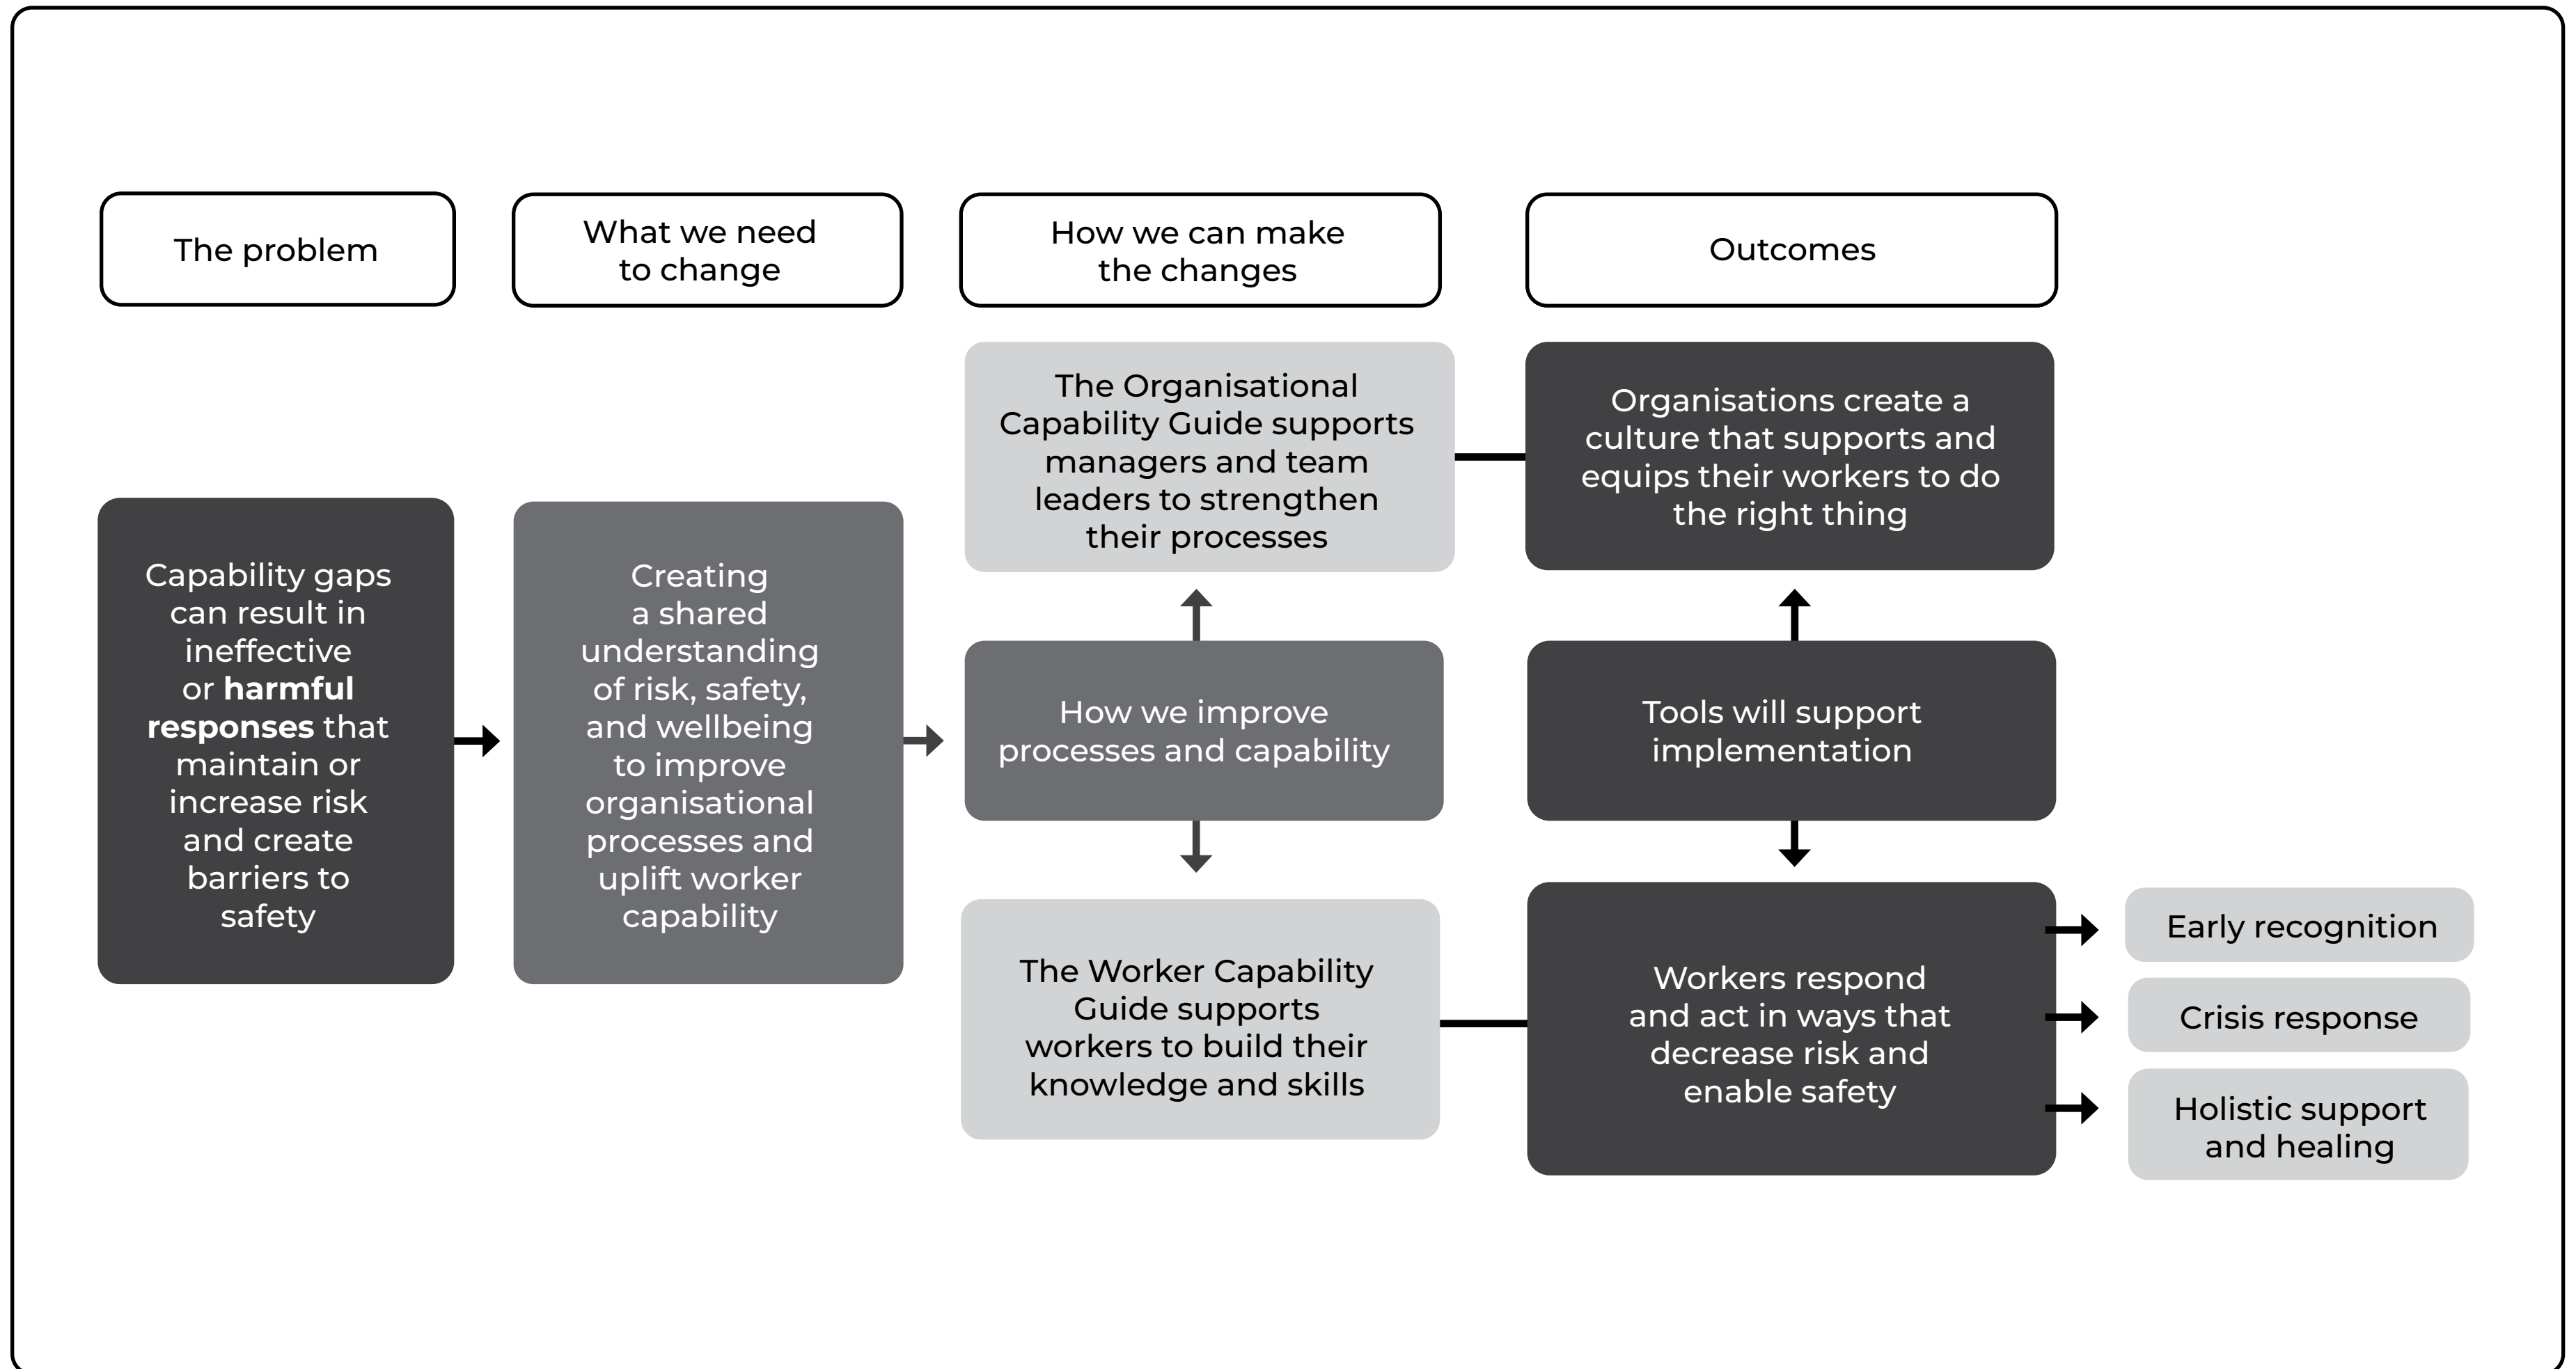 The problem
What we need
to change
How we can make
the changes
Outcomes
Capability gaps
can result in
ineffective
or harmful
responses that
maintain or
increase risk
and create
barriers to
safety
Creating
a shared
understanding
of risk, safety,
and wellbeing
to improve
organisational
processes and
uplift worker
capability
The Organisational
Capability Guide supports
managers and team
leaders to strengthen
their processes
How we improve
processes and capability
The Worker Capability
Guide supports
workers to build their
knowledge and skills
Organisations create a
culture that supports and
equips their workers to do
the right thing
Tools will support
implementation
Workers respond
and act in ways that
decrease risk and
enable safety
Early recognition
Crisis response
Holistic support
and healing